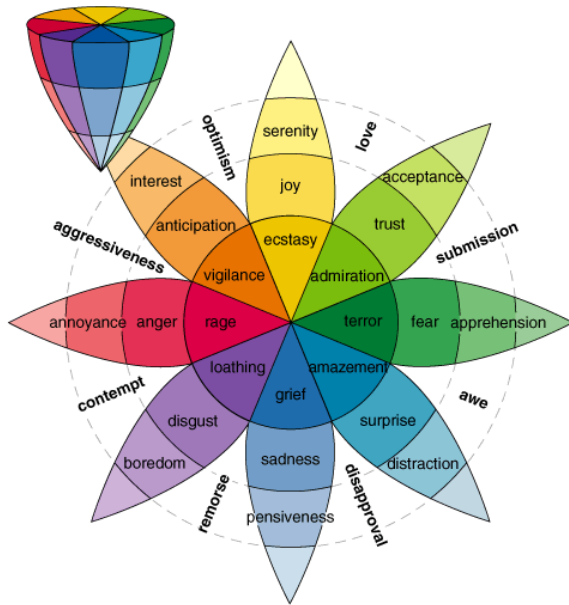 serenity
optimism
love
interest
acceptance
joy
anticipation
trust
aggressiveness
ecstasy
submission
vigilance
admiration
annoyance
anger
rage
terror
fear
apprehension
loathing
amazement
contempt
grief
awe
disgust
surprise
boredom
sadness
distraction
remorse
disapproval
pensiveness